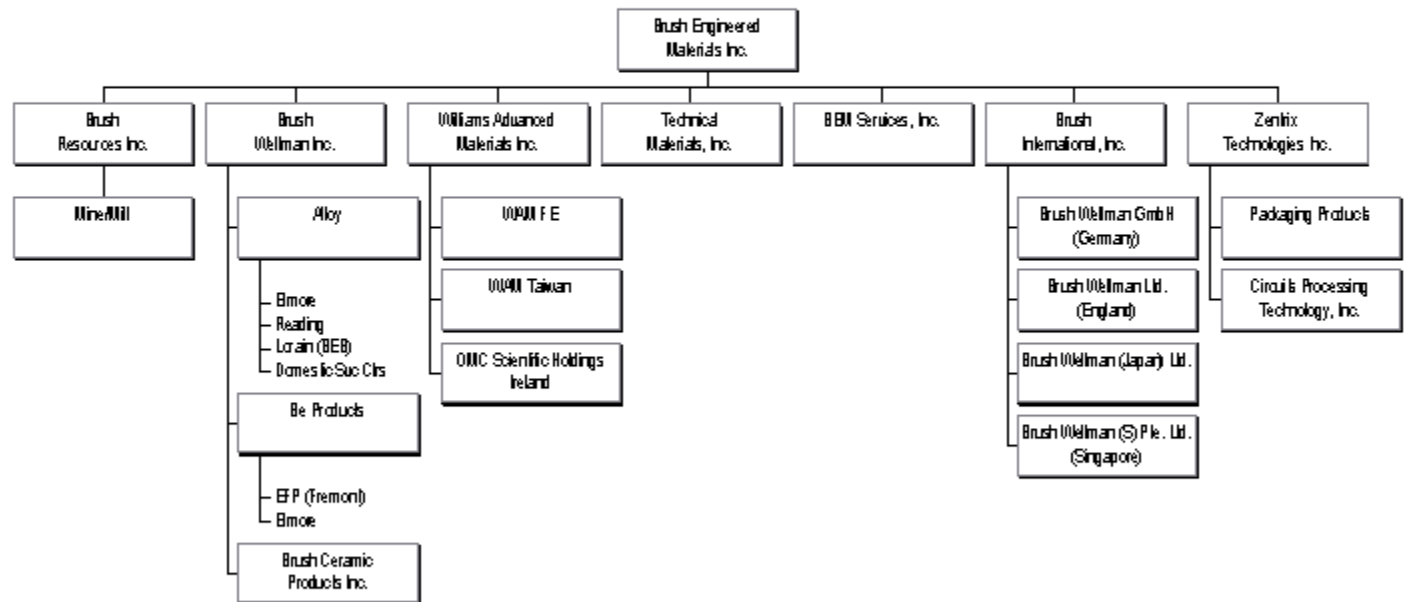 Brush Engineered
Materials Inc.
Brush
Resources Inc.
Brush
Wellman Inc.
Williams Advanced
Materials Inc.
Technical
Materials, Inc.
BEM Services, Inc.
Brush
International, Inc.
Zentrix
Technologies Inc.
Mine/Mill
Alloy
Elmore
Reading
Lorain (BEB)
Domestic Svc Ctrs
Be Products
EFP (Fremont)
Elmore
Brush Ceramic
Products Inc.
WAM F E
WAM Taiwan
OMC Scientific Holdings
Ireland
Brush Wellman GmbH
(Germany)
Brush Wellman Ltd.
(England)
Brush Wellman (Japan) Ltd.
Brush Wellman (S) Pte. Ltd.
(Singapore)
Packaging Products
Circuits Processing
Technology, Inc.